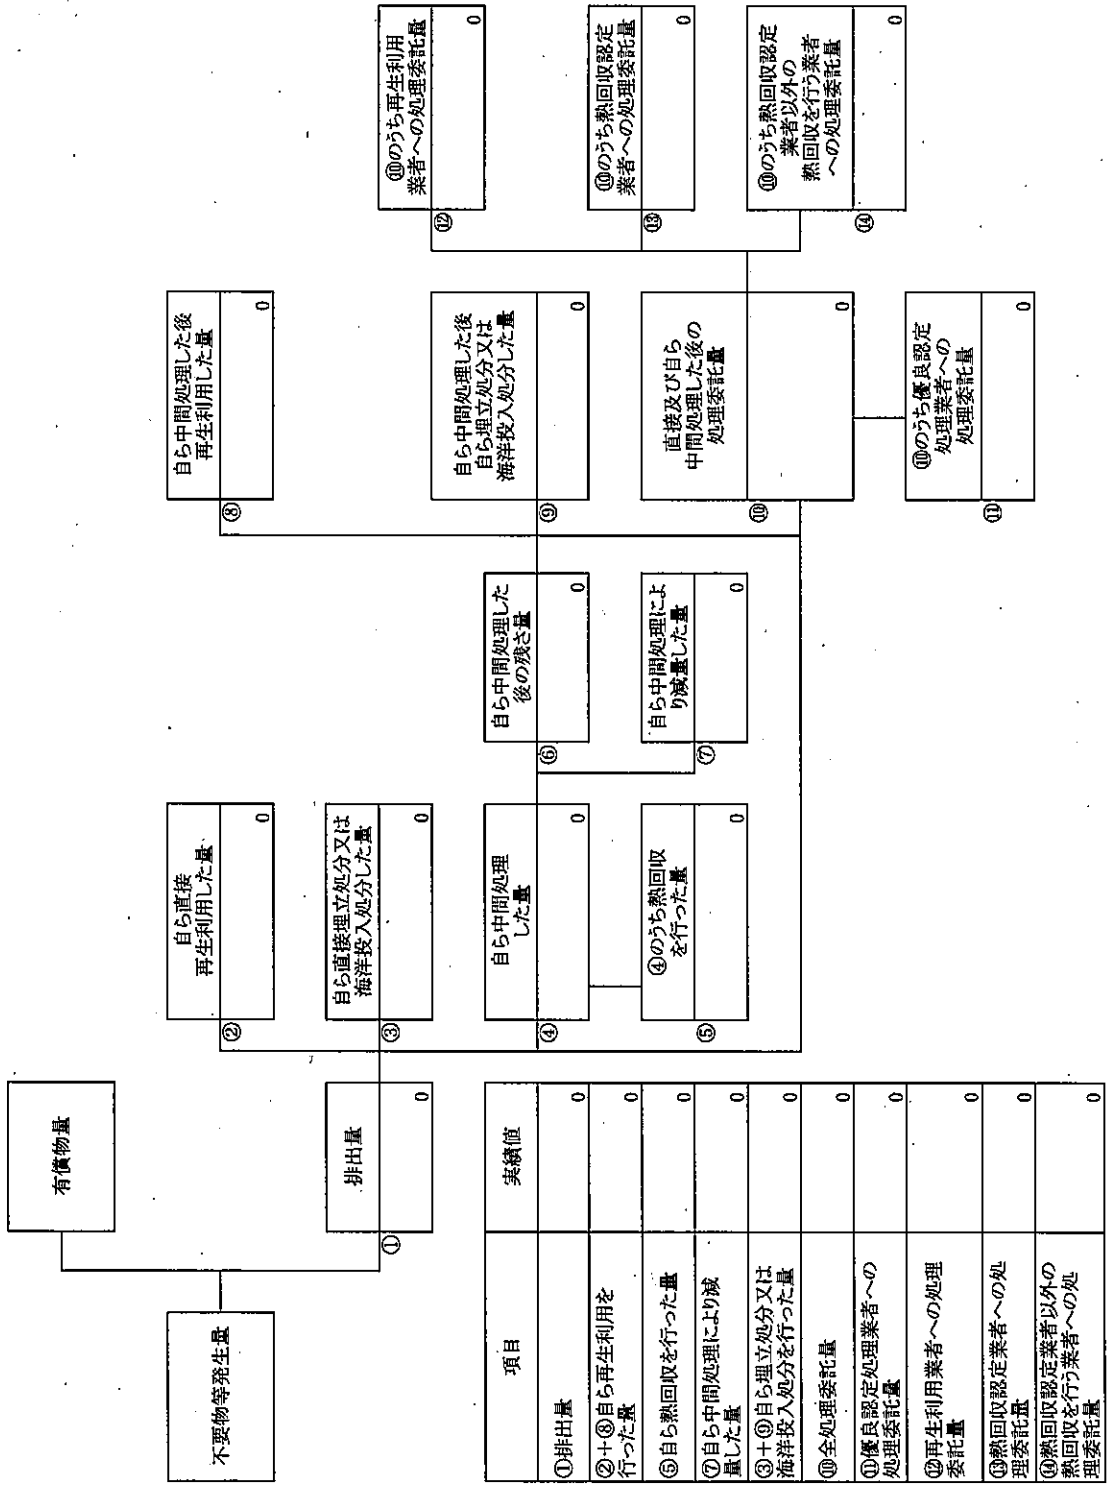 不要物等発生量
有償物量
①
排出量
0
②
自ら直接
再生利用した量
0
③
自ら直接埋立処分又は
海洋投入処分した量
0
④
自ら中間処理
した量
0
⑤
④のうち熱回収
を行った量
0
⑥
自ら中間処理した
後の残さ量
0
⑦
自ら中間処理によ
り減量した量
0
⑧
自ら中間処理した後
再生利用した量
0
⑨
自ら中間処理した後
自ら埋立処分又は
海洋投入処分した量
0
⑩
直接及び自ら
中間処理した後の
処理委託量
0
⑪
⑩のうち優良認定
処理業者への
処理委託量
0
⑫
⑩のうち再生利用
業者への処理委託量
0
⑬
⑩のうち熱回収認定
業者への処理委託量
0
⑭
⑩のうち熱回収認定
業者以外の
熱回収を行う業者
への処理委託量
0
項目 実績値
①排出量 0
②+⑧自ら再生利用を
行った量 0
⑤自ら熱回収を行った量 0
⑦自ら中間処理により減
量した量 0
③+⑨自ら埋立処分又は
海洋投入処分を行った量 0
⑩全処理委託量 0
⑪優良認定処理業者への
処理委託量 0
⑫再生利用業者への処理
委託量 0
⑬熱回収認定業者への処
理委託量 0
⑭熱回収認定業者以外の
熱回収を行う業者への処
理委託量 0